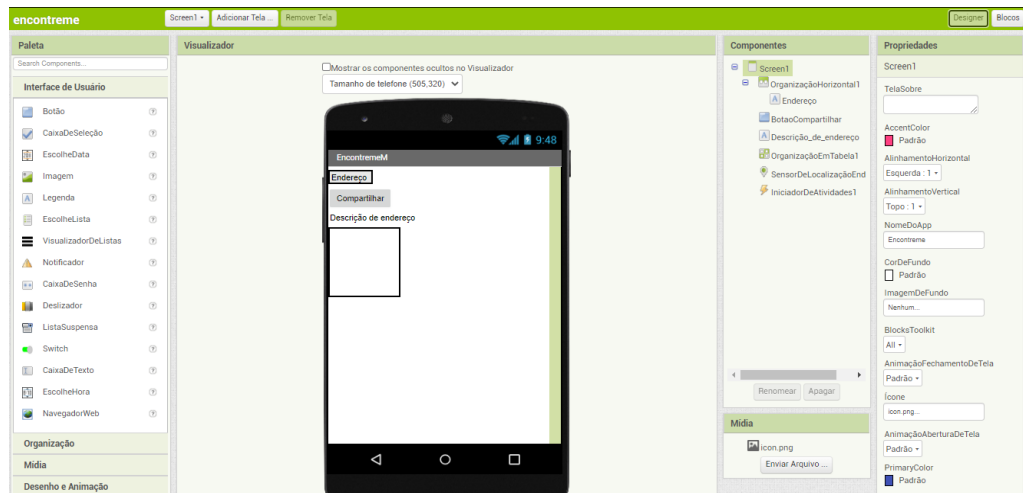 encontreme
Screen1
Adicionar Tela ...
Remover Tela
Designer
Blocos
Paleta
Search Components...
Interface de Usuário
Botão
CaixaDeSeleção
EscolheData
Imagem
Legenda
EscolheLista
VisualizadorDeListas
Notificador
CaixaDeSenha
Deslizador
ListaSuspensa
Switch
CaixaDeTexto
EscolheHora
NavegadorWeb
Organização
Mídia
Desenho e Animação
Visualizador
Mostrar os componentes ocultos no Visualizador
Tamanho de telefone (505,320)
9:48
EncontremeM
Endereço
Compartilhar
Descrição de endereço
Componentes
Screen1
OrganizaçãoHorizontal1
Endereço
BotaoCompartilhar
Descrição_de_endereço
OrganizaçãoEmTabela1
SensorDeLocalizaçãoEnd
IniciadorDeAtividades1
Renomear
Apagar
Mídia
icon.png
Enviar Arquivo ...
Propriedades
Screen1
TelaSobre
AccentColor
Padrão
AlinhamentoHorizontal
Esquerda : 1
AlinhamentoVertical
Topo : 1
NomeDoApp
Encontreme
CorDeFundo
Padrão
ImagemDeFundo
Nenhum...
BlocksToolkit
All
AnimaçãoFechamentoDeTela
Padrão
Ícone
icon.png...
AnimaçãoAberturaDeTela
Padrão
PrimaryColor
Padrão